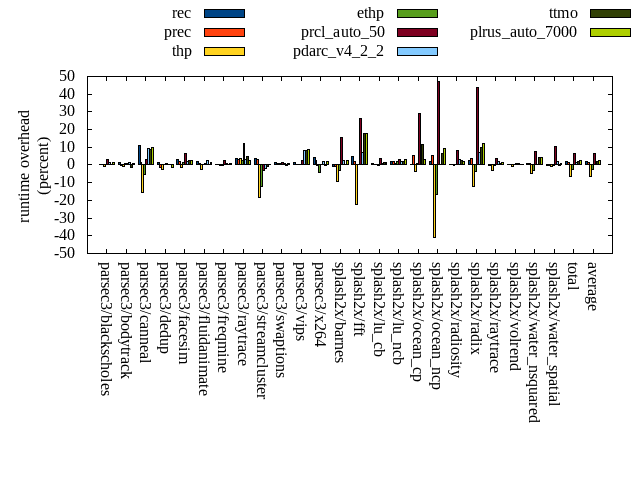 rec ethp ttmo
prec prcl_auto_50 plrus_auto_7000
thp pdarc_v4_2_2
runtime overhead
(percent)
50
40
30
20
10
0
-10
-20
-30
-40
-50
parsec3/blackscholes
parsec3/bodytrack
parsec3/canneal
parsec3/dedup
parsec3/facesim
parsec3/fluidanimate
parsec3/freqmine
parsec3/raytrace
parsec3/streamcluster
parsec3/swaptions
parsec3/vips
parsec3/x264
splash2x/barnes
splash2x/fft
splash2x/lu_cb
splash2x/lu_ncb
splash2x/ocean_cp
splash2x/ocean_ncp
splash2x/radiosity
splash2x/radix
splash2x/raytrace
splash2x/volrend
splash2x/water_nsquared
splash2x/water_spatial
total
average